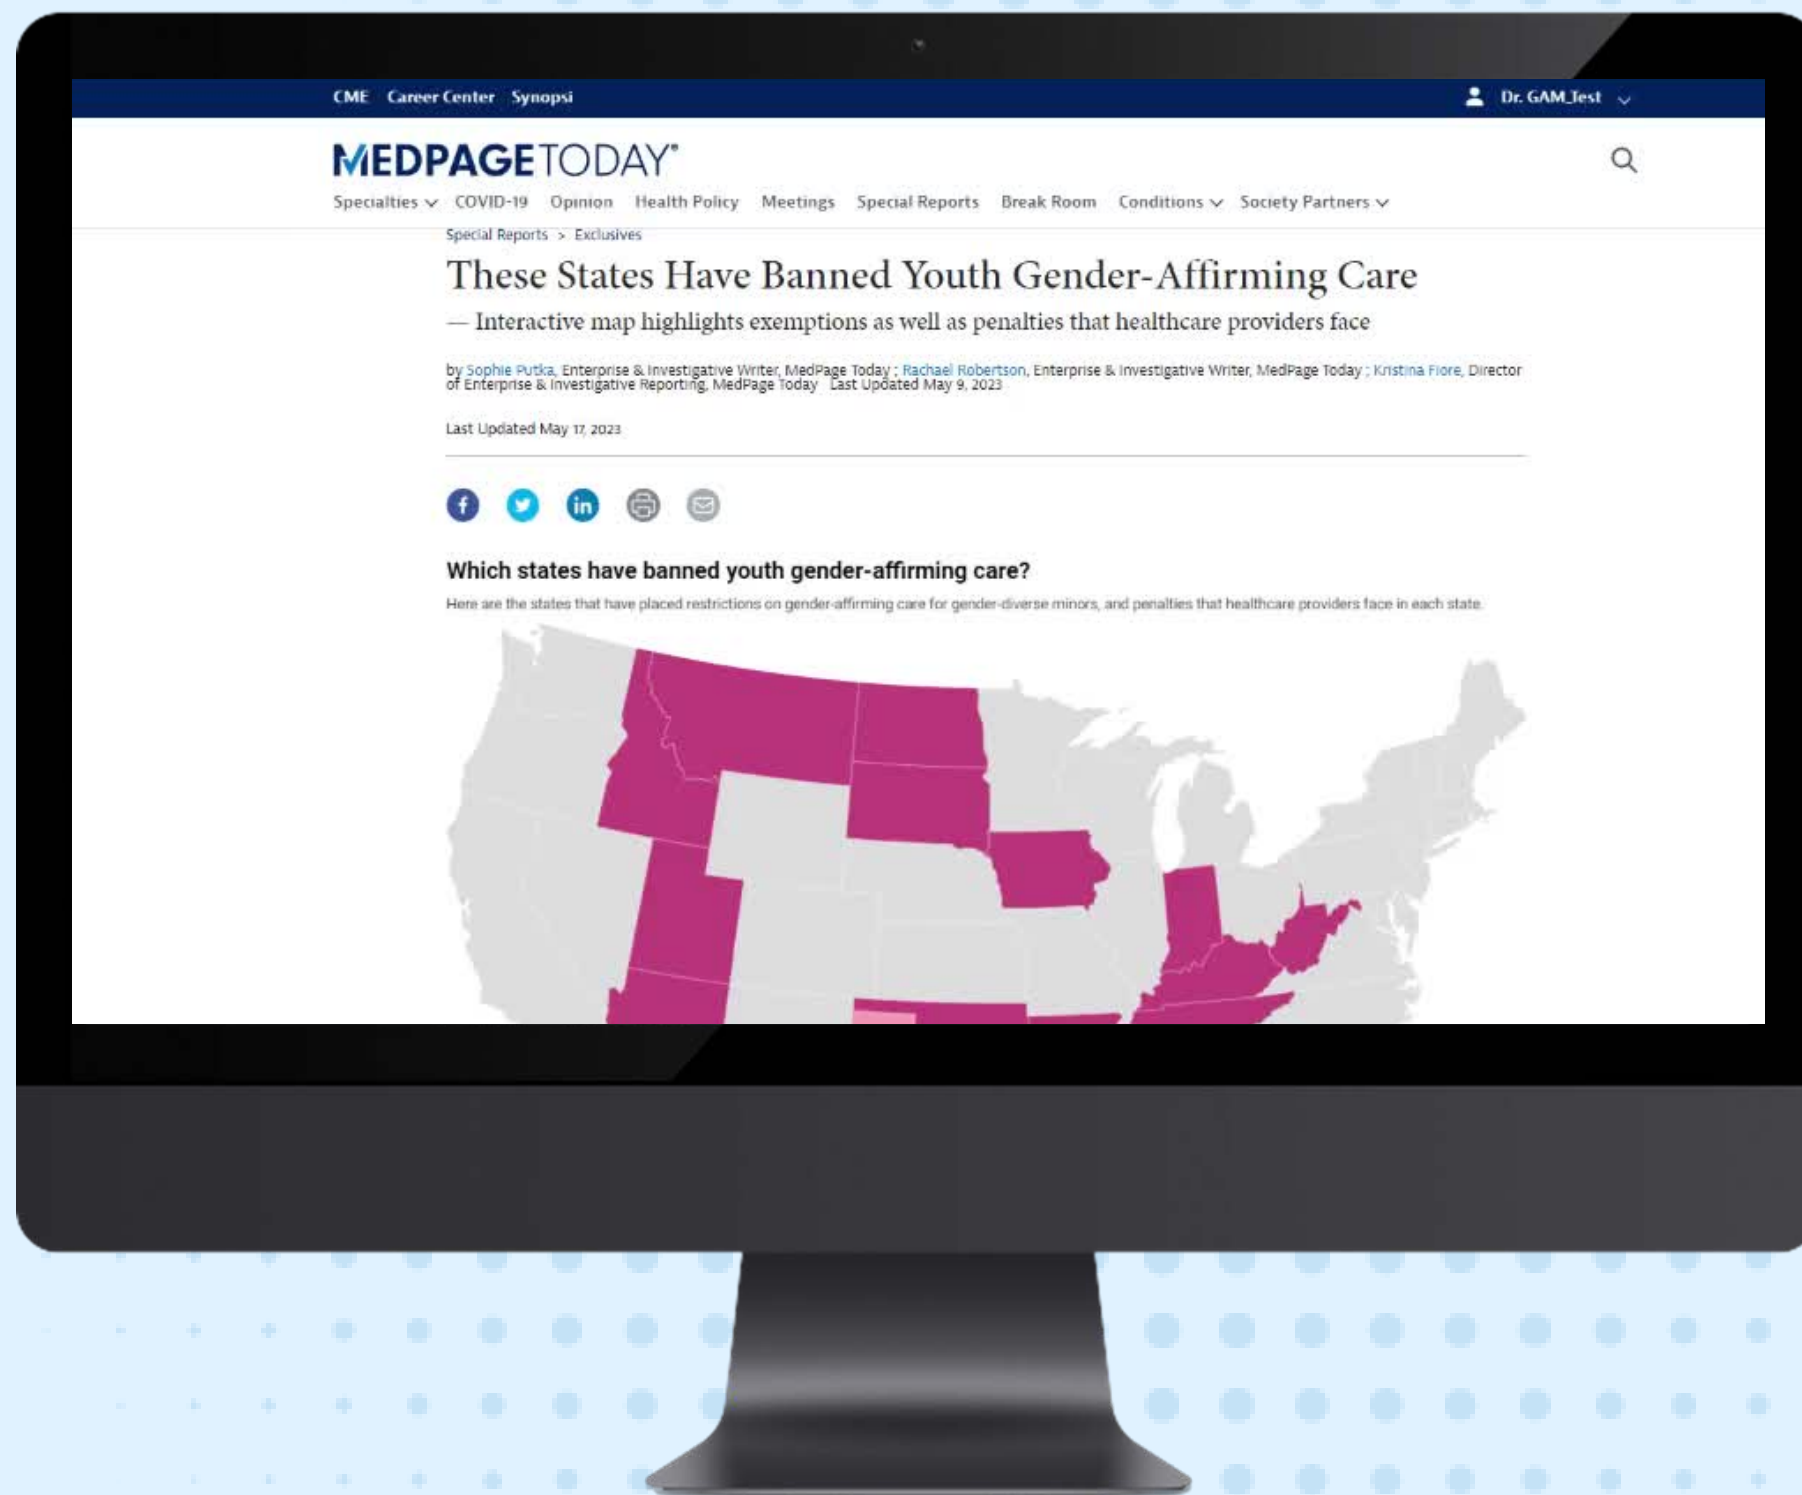 CME Career Center Synopsi Dr. GAM_Test
MEDPAGETODAY®
Specialties COVID-19 Opinion Health Policy Meetings Special Reports Break Room Conditions Society Partners
Special Reports > Exclusives
These States Have Banned Youth Gender-Affirming Care
— Interactive map highlights exemptions as well as penalties that healthcare providers face
by Sophie Putka, Enterprise & Investigative Writer, MedPage Today ; Rachael Robertson, Enterprise & Investigative Writer, MedPage Today ; Kristina Fiore, Director
of Enterprise & Investigative Reporting, MedPage Today Last Updated May 9, 2023
Last Updated May 17, 2023
f in
Which states have banned youth gender-affirming care?
Here are the states that have placed restrictions on gender-affirming care for gender-diverse minors, and penalties that healthcare providers face in each state.